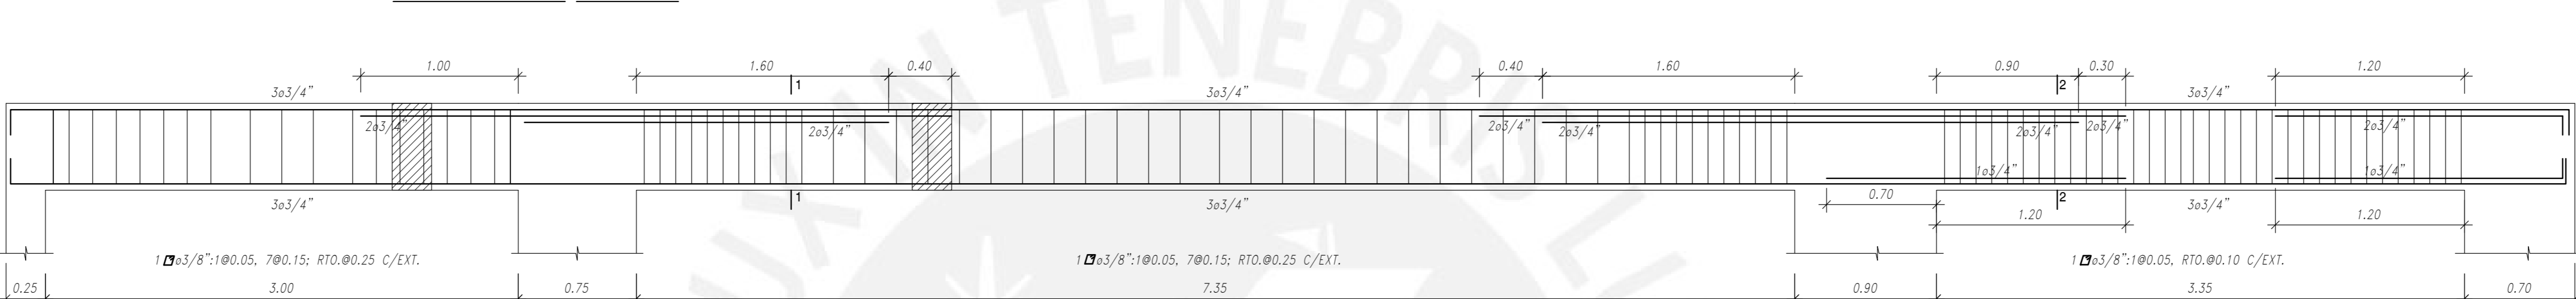 UX IN TENEBRIS L
1.00
1.60
0.40
0.40
1.60
0.90
0.30
1.20
1
2
3ø3/4"
3ø3/4"
3ø3/4"
2ø3/4"
2ø3/4"
2ø3/4"
2ø3/4"
2ø3/4"
2ø3/4"
2ø3/4"
1ø3/4"
1ø3/4"
3ø3/4"
1
3ø3/4"
0.70
2
3ø3/4"
1.20
1.20
1 ø3/8":1@0.05, 7@0.15; RTO.@0.25 C/EXT.
1 ø3/8":1@0.05, 7@0.15; RTO.@0.25 C/EXT.
1 ø3/8":1@0.05, RTO.@0.10 C/EXT.
0.25
3.00
0.75
7.35
0.90
3.35
0.70